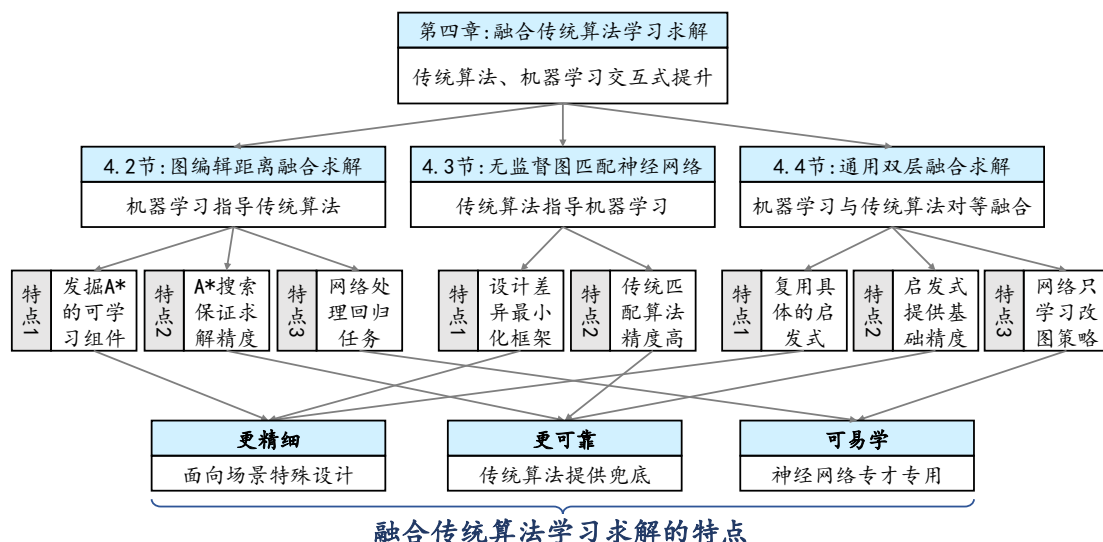 第四章:融合传统算法学习求解
传统算法、机器学习交互式提升
4.2节:图编辑距离融合求解
机器学习指导传统算法
4.3节:无监督图匹配神经网络
传统算法指导机器学习
4.4节:通用双层融合求解
机器学习与传统算法对等融合
特点1
发掘A*
的可学
习组件
特点2
A*搜索
保证求
解精度
特点3
网络处
理回归
任务
特点1
设计差
异最小
化框架
特点2
传统匹
配算法
精度高
特点1
复用具
体的启
发式
特点2
启发式
提供基
础精度
特点3
网络只
学习改
图策略
更精细
面向场景特殊设计
更可靠
传统算法提供兜底
可易学
神经网络专才专用
融合传统算法学习求解的特点